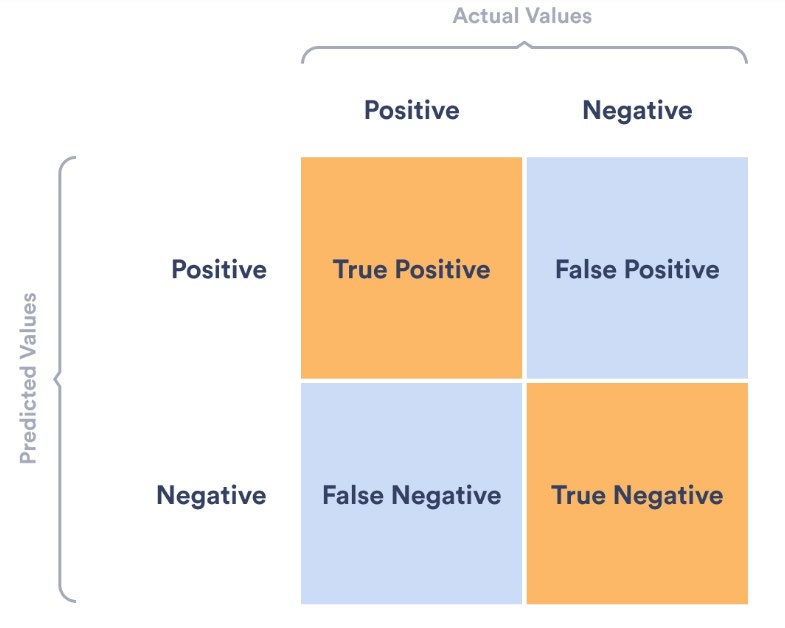 Actual Values
Positive Negative
Predicted Values
Positive True Positive False Positive
Negative False Negative True Negative